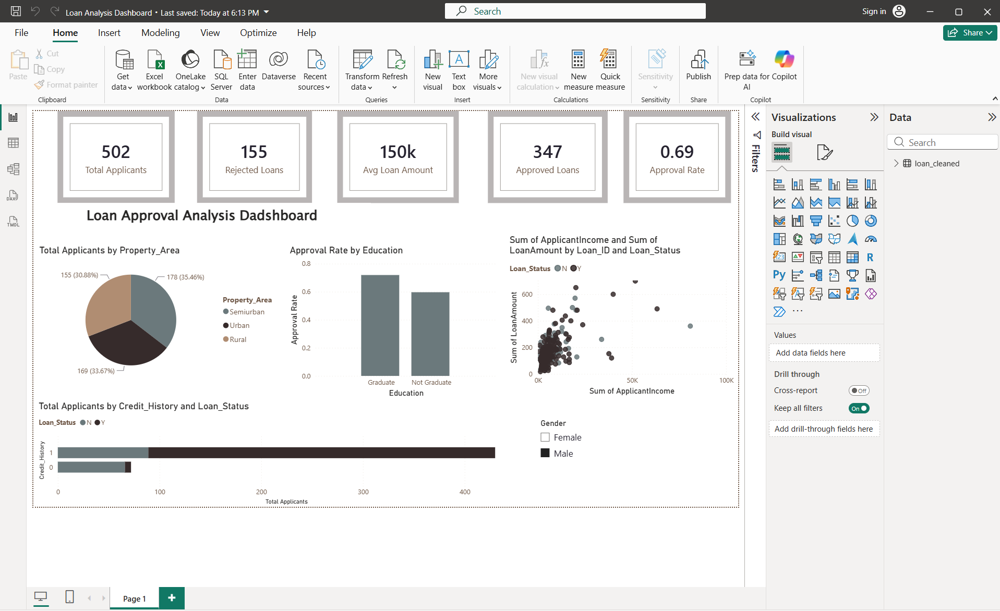 Loan Analysis Dashboard • Last saved: Today at 6:13 PM
Search
Sign in
File
Home
Insert
Modeling
View
Optimize
Help
Share
Paste
Cut
Copy
Format painter
Clipboard
Get data
Excel workbook
OneLake catalog
SQL Server
Enter data
Dataverse
Recent sources
Data
Transform data
Refresh
Queries
New visual
Text box
More visuals
Insert
New visual calculation
New measure
Quick measure
Calculations
Sensitivity
Sensitivity
Publish
Share
Prep data for AI
Copilot
Copilot
DAX
TMDL
502
Total Applicants
155
Rejected Loans
150k
Avg Loan Amount
347
Approved Loans
0.69
Approval Rate
Loan Approval Analysis Dadshboard
Total Applicants by Property_Area
155 (30.88%)
178 (35.46%)
169 (33.67%)
Property_Area
Semiurban
Urban
Rural
Approval Rate by Education
Approval Rate
0.8
0.6
0.4
0.2
0.0
Graduate
Not Graduate
Education
Sum of ApplicantIncome and Sum of
LoanAmount by Loan_ID and Loan_Status
Loan_Status N Y
Sum of LoanAmount
600
400
200
0
0K
50K
100K
Sum of ApplicantIncome
Total Applicants by Credit_History and Loan_Status
Loan_Status N Y
Credit_History
1
0
0
100
200
300
400
Total Applicants
Gender
Female
Male
Filters
Visualizations
Build visual
123
R
Py
Values
Add data fields here
Drill through
Cross-report
Off
Keep all filters
On
Add drill-through fields here
Data
Search
loan_cleaned
Page 1